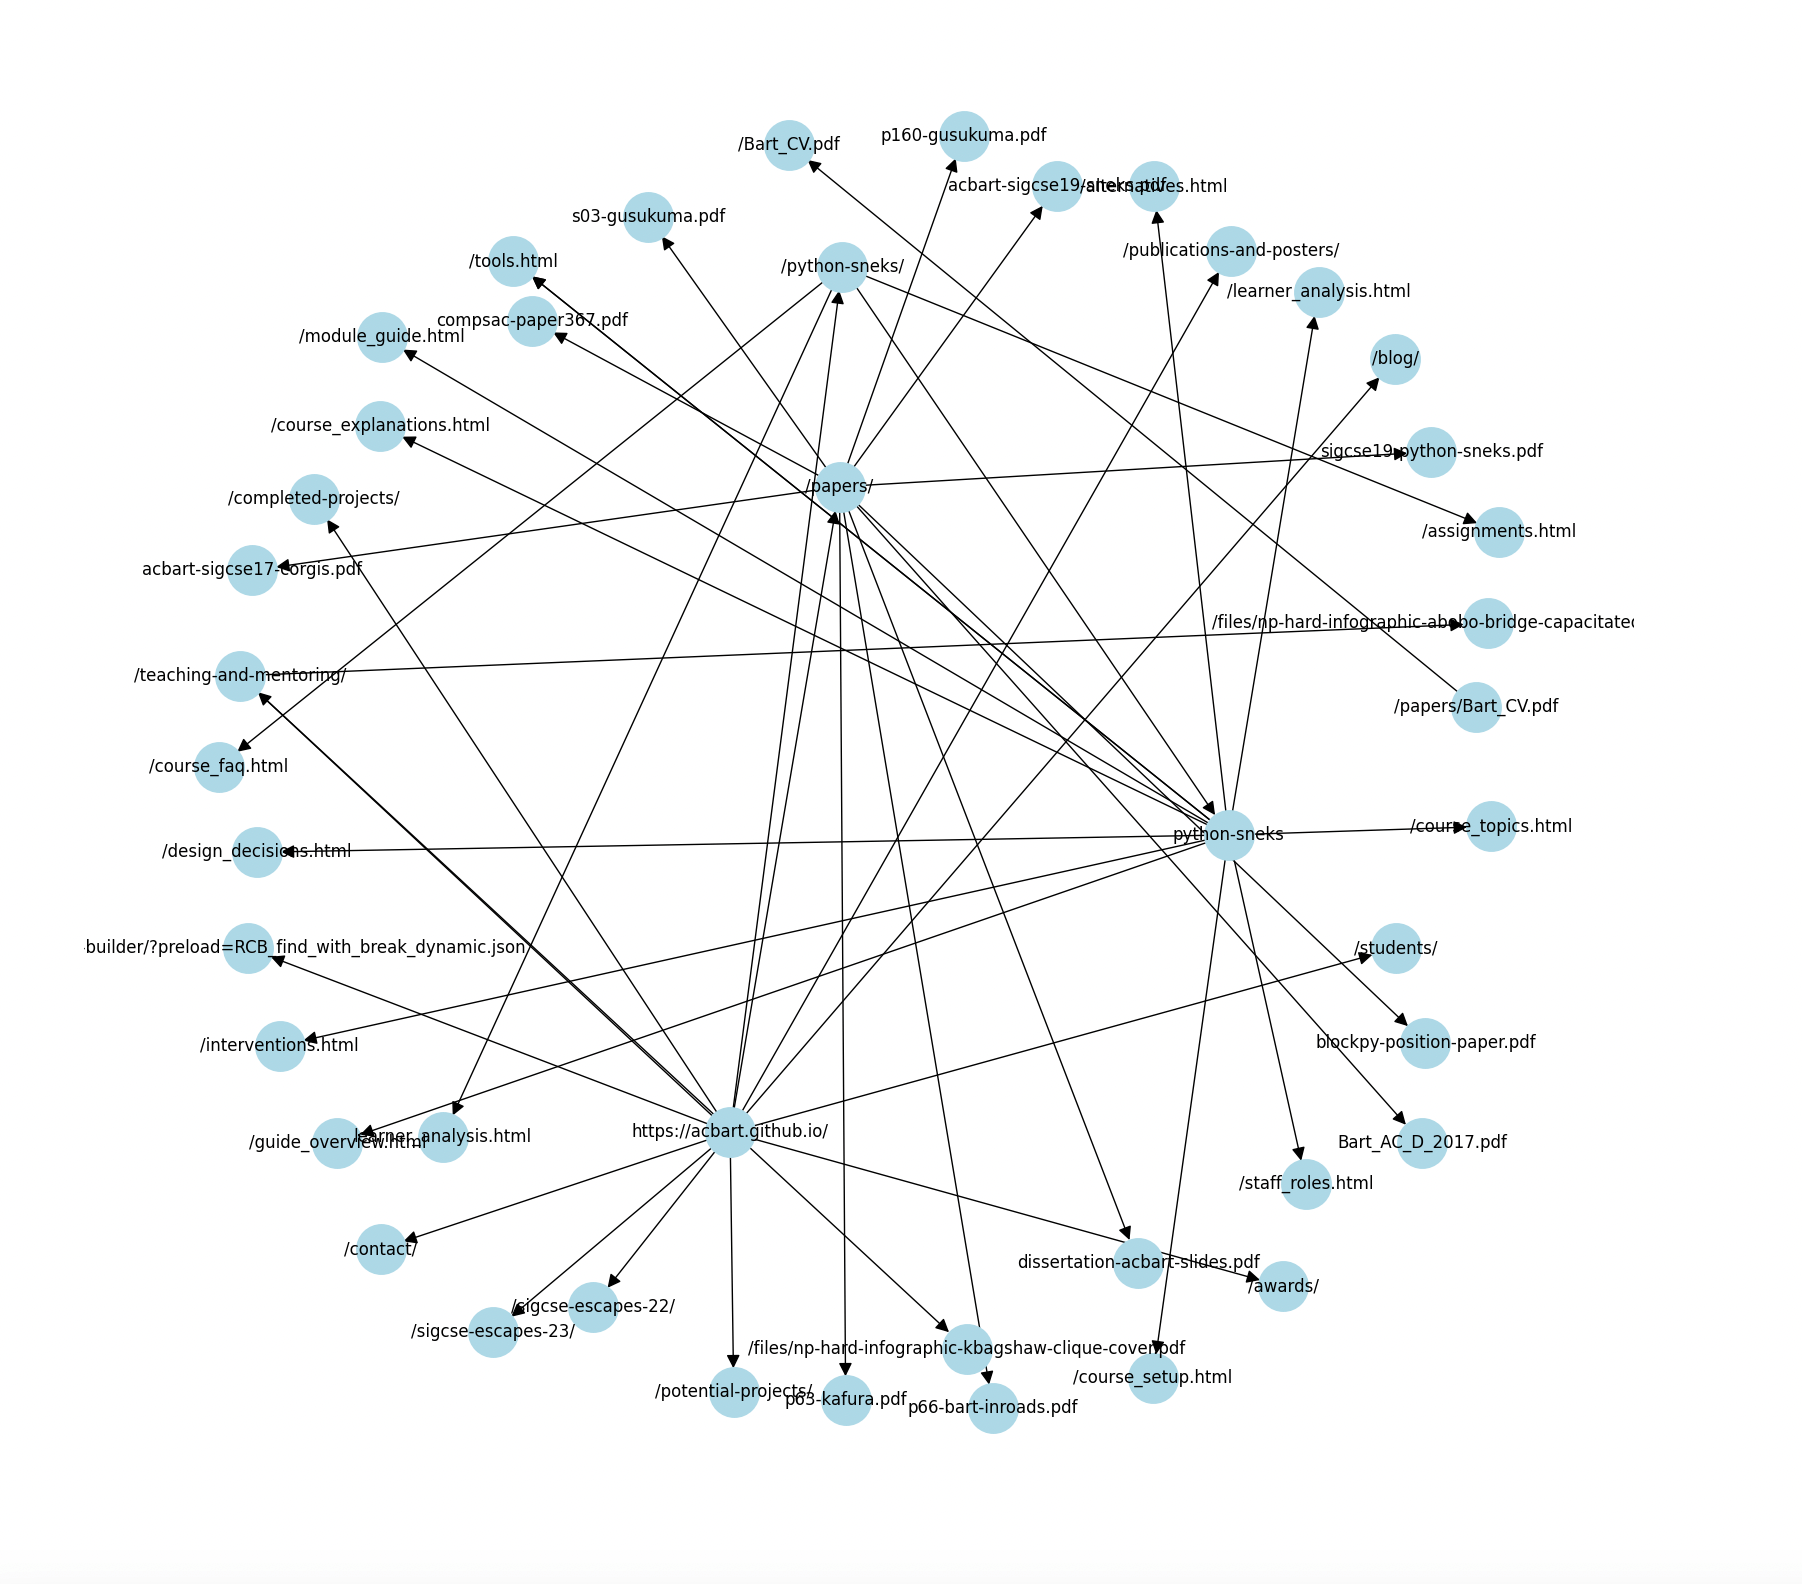 p160-gusukuma.pdf
/Bart_CV.pdf
acbart-sigcse19-sneks.pdf
/alternatives.html
s03-gusukuma.pdf
/publications-and-posters/
/tools.html
/python-sneks/
/learner_analysis.html
compsac-paper367.pdf
/module_guide.html
/blog/
/course_explanations.html
sigcse19-python-sneks.pdf
/papers/
/completed-projects/
/assignments.html
acbart-sigcse17-corgis.pdf
/files/np-hard-infographic-abobo-bridge-capacitated
/teaching-and-mentoring/
/papers/Bart_CV.pdf
/course_faq.html
/course_topics.html
python-sneks
/design_decisions.html
builder/?preload=RCB_find_with_break_dynamic.json
/students/
/interventions.html
blockpy-position-paper.pdf
https://acbart.github.io/
learner_analysis.html
/guide_overview.html
Bart_AC_D_2017.pdf
/staff_roles.html
/contact/
dissertation-acbart-slides.pdf
/awards/
/sigcse-escapes-22/
/sigcse-escapes-23/
/files/np-hard-infographic-kbagshaw-clique-cover.pdf
/course_setup.html
/potential-projects/
p63-kafura.pdf
p66-bart-inroads.pdf